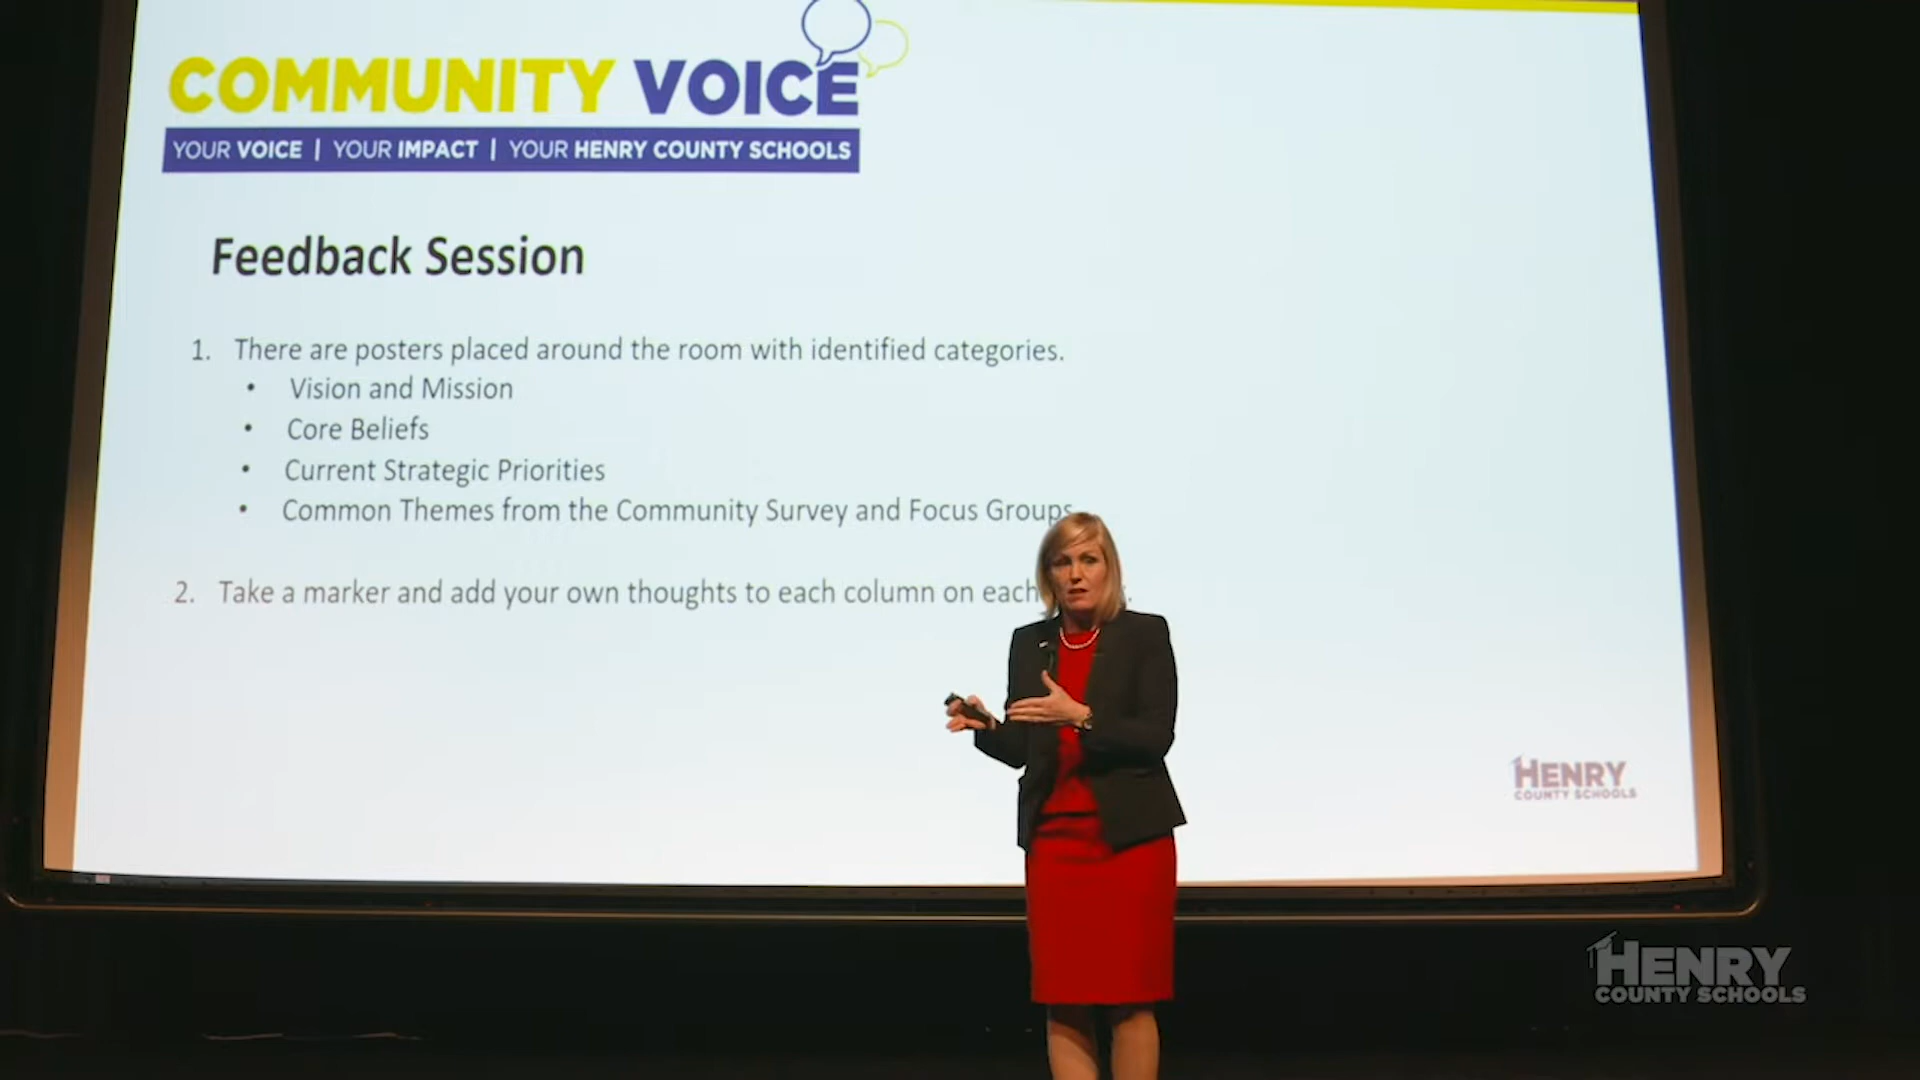 COMMUNITY VOICE
YOUR VOICE | YOUR IMPACT | YOUR HENRY COUNTY SCHOOLS
Feedback Session
1. There are posters placed around the room with identified categories.
• Vision and Mission
• Core Beliefs
• Current Strategic Priorities
• Common Themes from the Community Survey and Focus Groups
2. Take a marker and add your own thoughts to each column on each
HENRY
COUNTY SCHOOLS
HENRY
COUNTY SCHOOLS